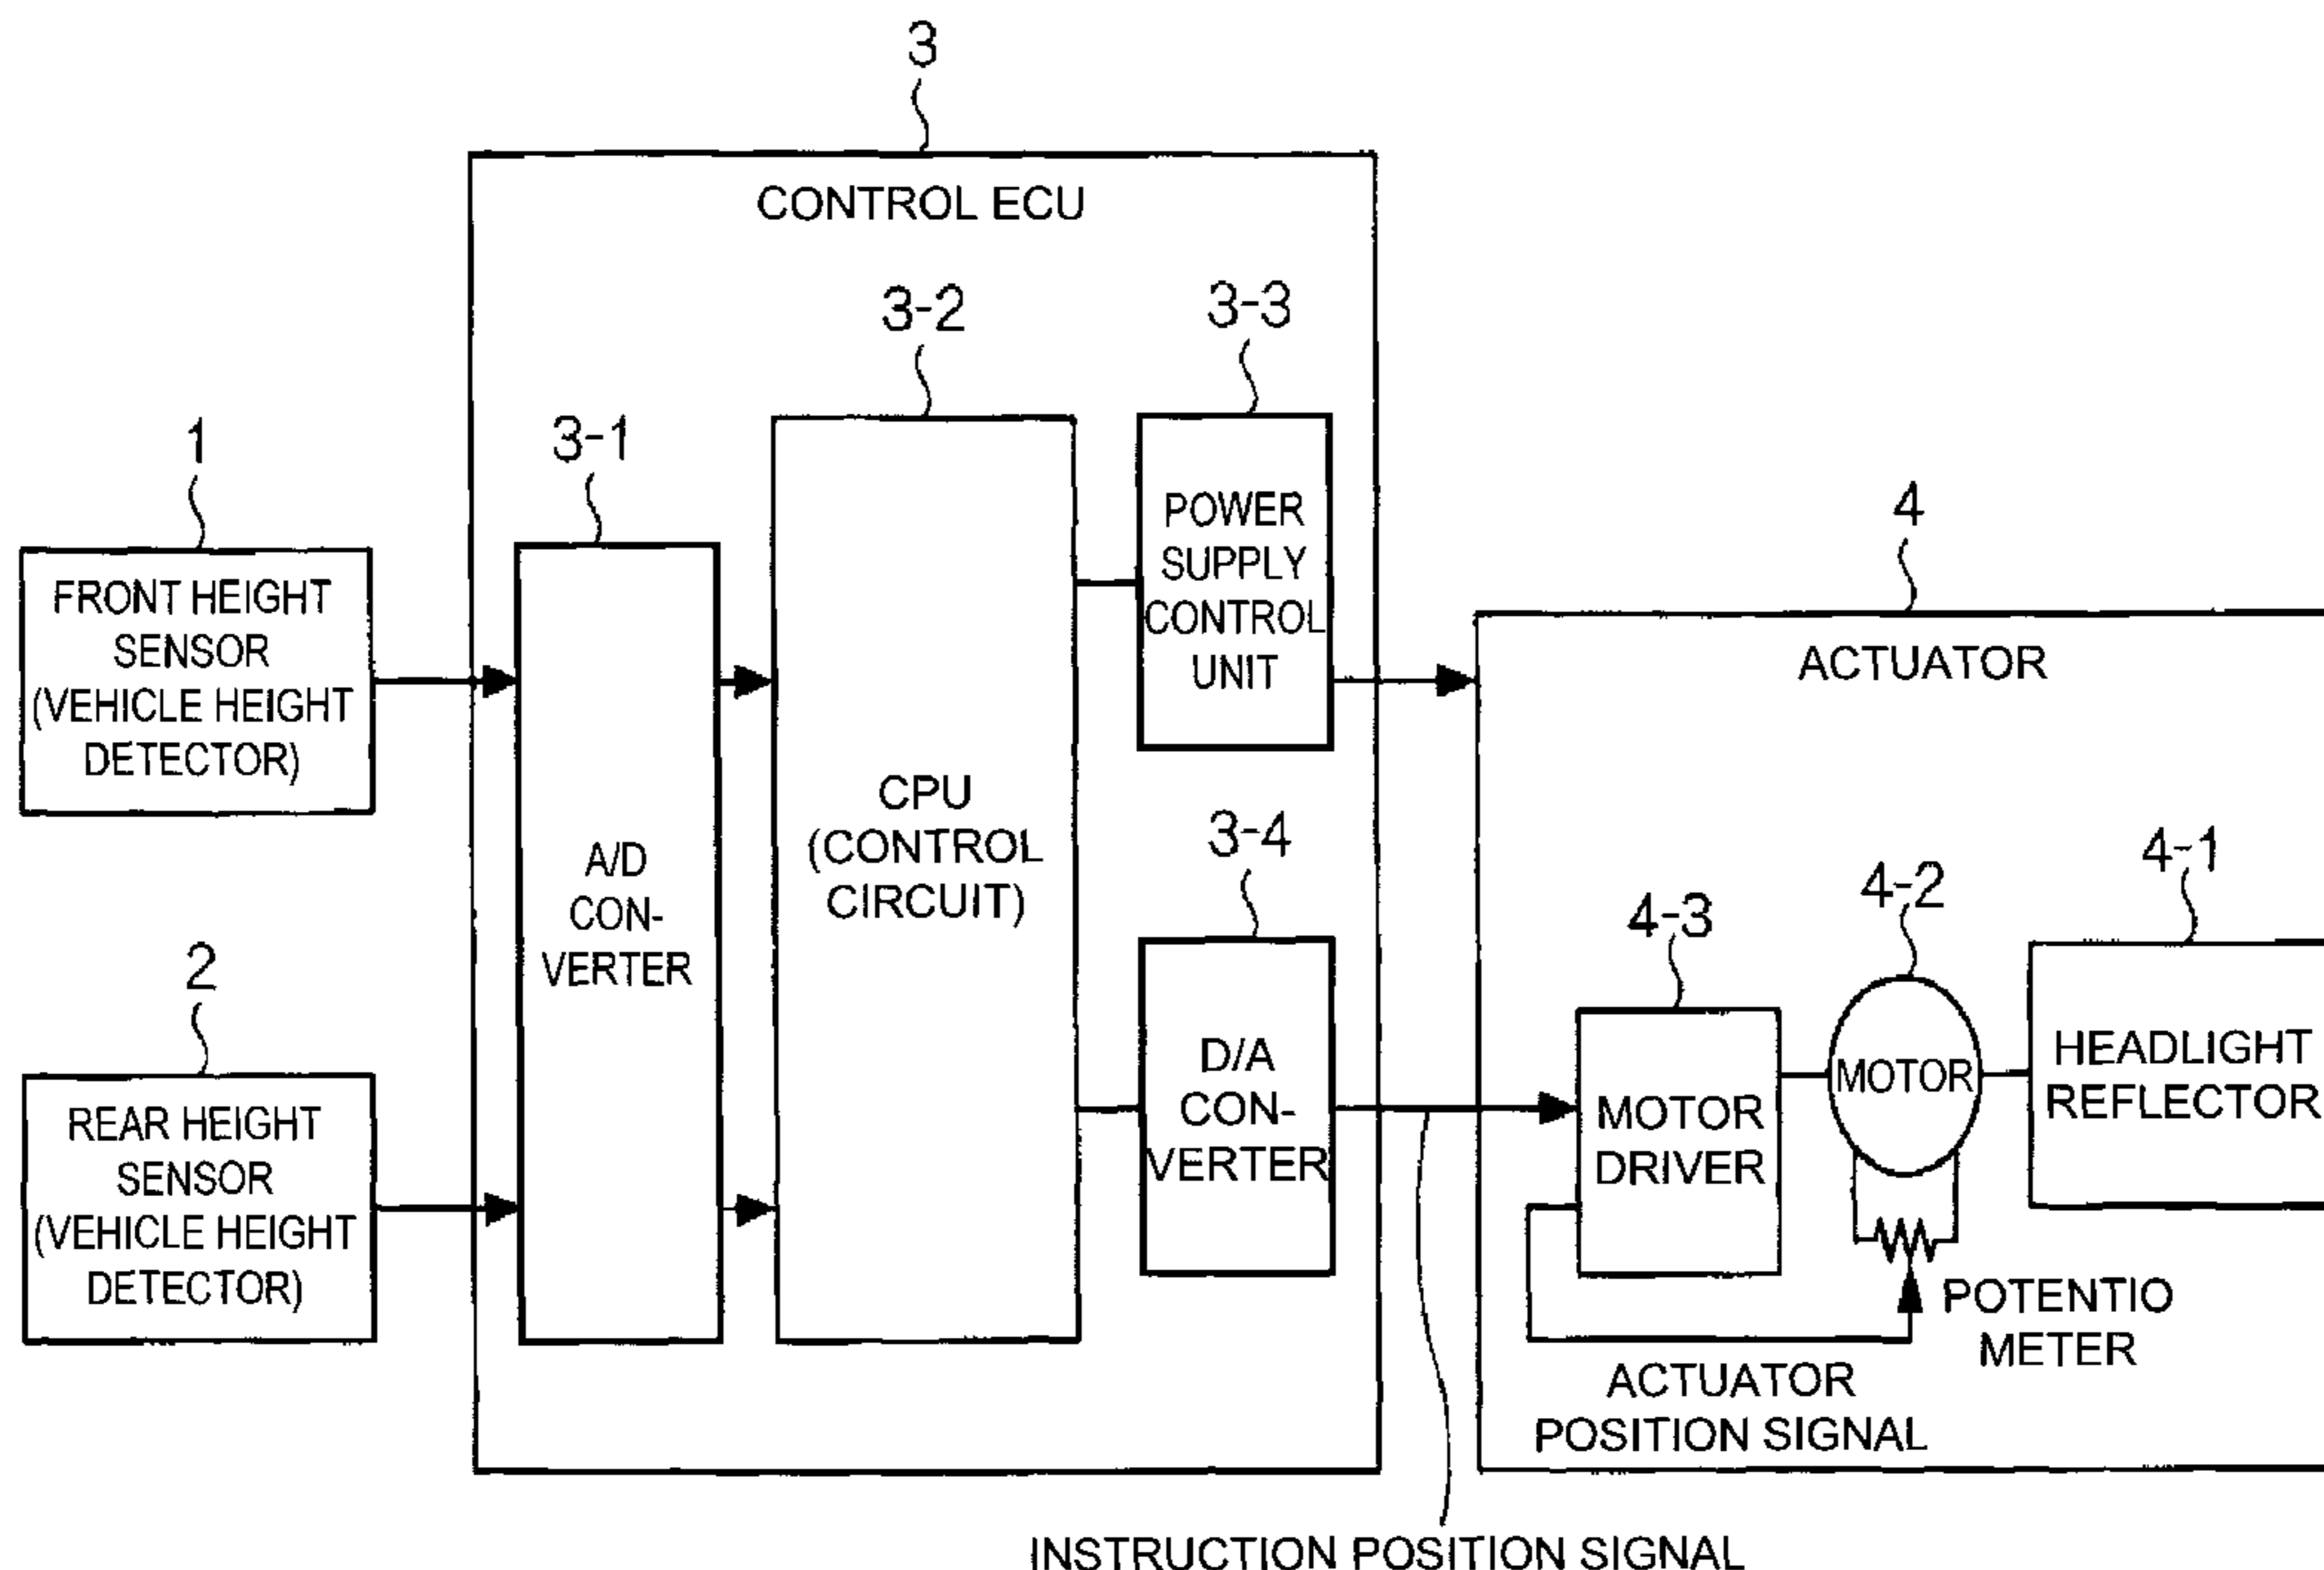 3
CONTROL ECU
3-2
3-3
1
3-1
POWER
SUPPLY
CONTROL
UNIT
4
FRONT HEIGHT
SENSOR
(VEHICLE HEIGHT
DETECTOR)
ACTUATOR
CPU
(CONTROL
CIRCUIT)
A/D
CON-
VERTER
3-4
4-3
4-2
4-1
2
REAR HEIGHT
SENSOR
(VEHICLE HEIGHT
DETECTOR)
D/A
CON-
VERTER
MOTOR
DRIVER
MOTOR
HEADLIGHT
REFLECTOR
POTENTIO
METER
ACTUATOR
POSITION SIGNAL
INSTRUCTION POSITION SIGNAL